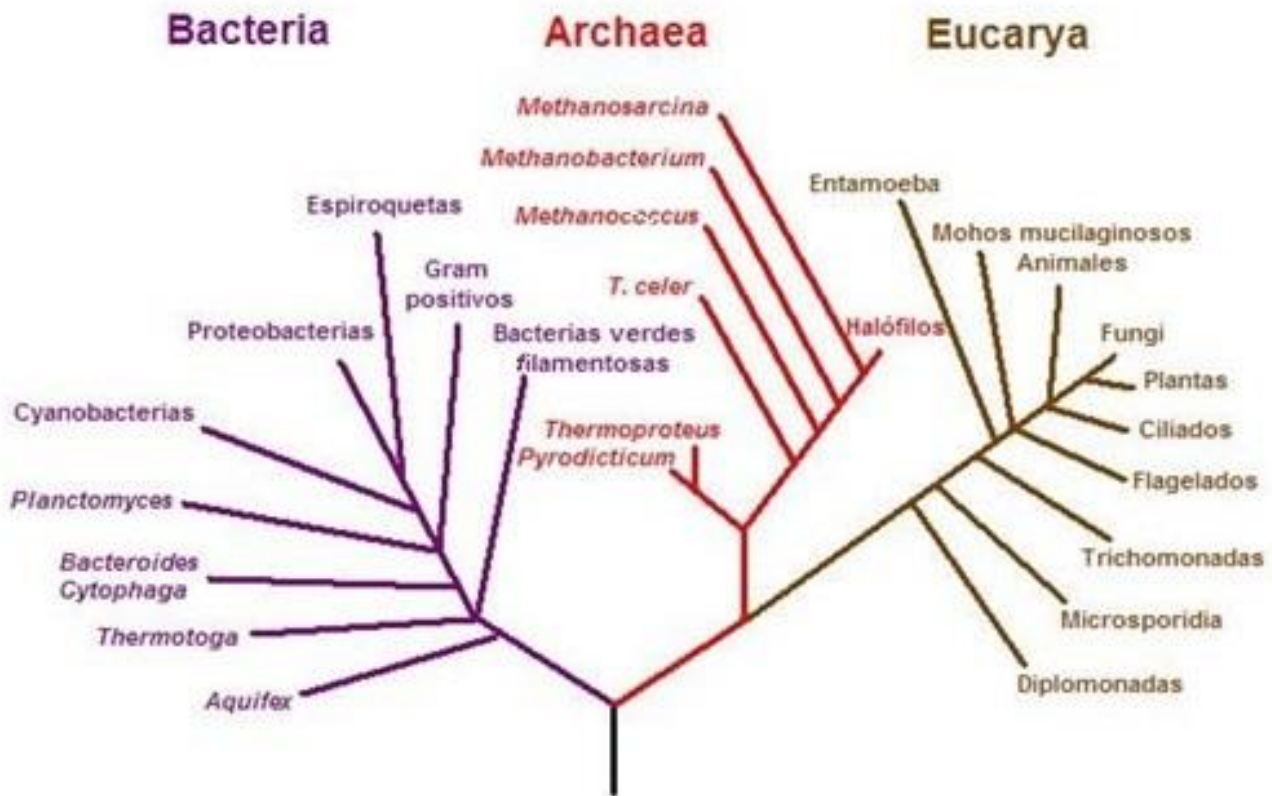 Bacteria
Archaea
Eucarya
Espiroquetas
Gram
positivos
Proteobacterias
Bacterias verdes
filamentosas
Cyanobacterias
Planctomyces
Bacteroides
Cytophaga
Thermotoga
Aquifex
Methanosarcina
Methanobacterium
Methanococcus
T. celer
Halófilos
Thermoproteus
Pyrodicticum
Entamoeba
Mohos mucilaginosos
Animales
Fungi
Plantas
Ciliados
Flagelados
Trichomonadas
Microsporidia
Diplomonadas